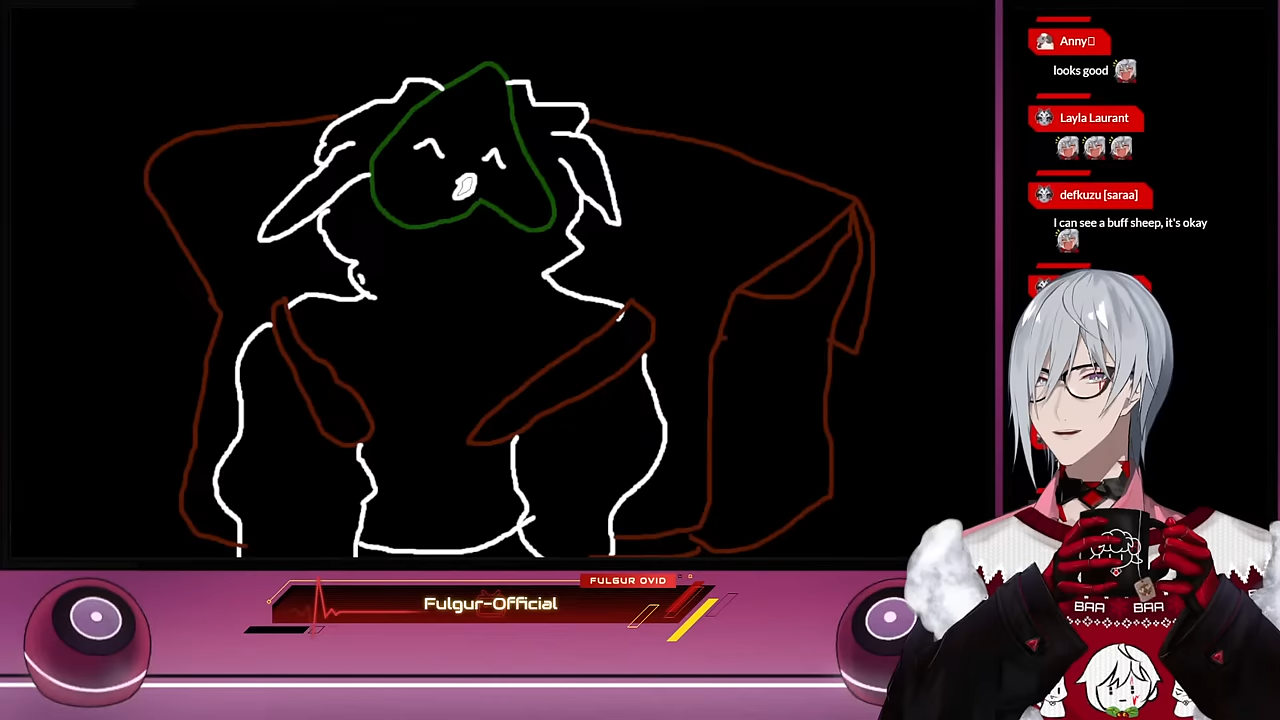 Anny
looks good
Layla Laurant
defkuzu [saraa]
I can see a buff sheep, it's okay
FULGUR OVID
Fulgur-Official
BAA BAA